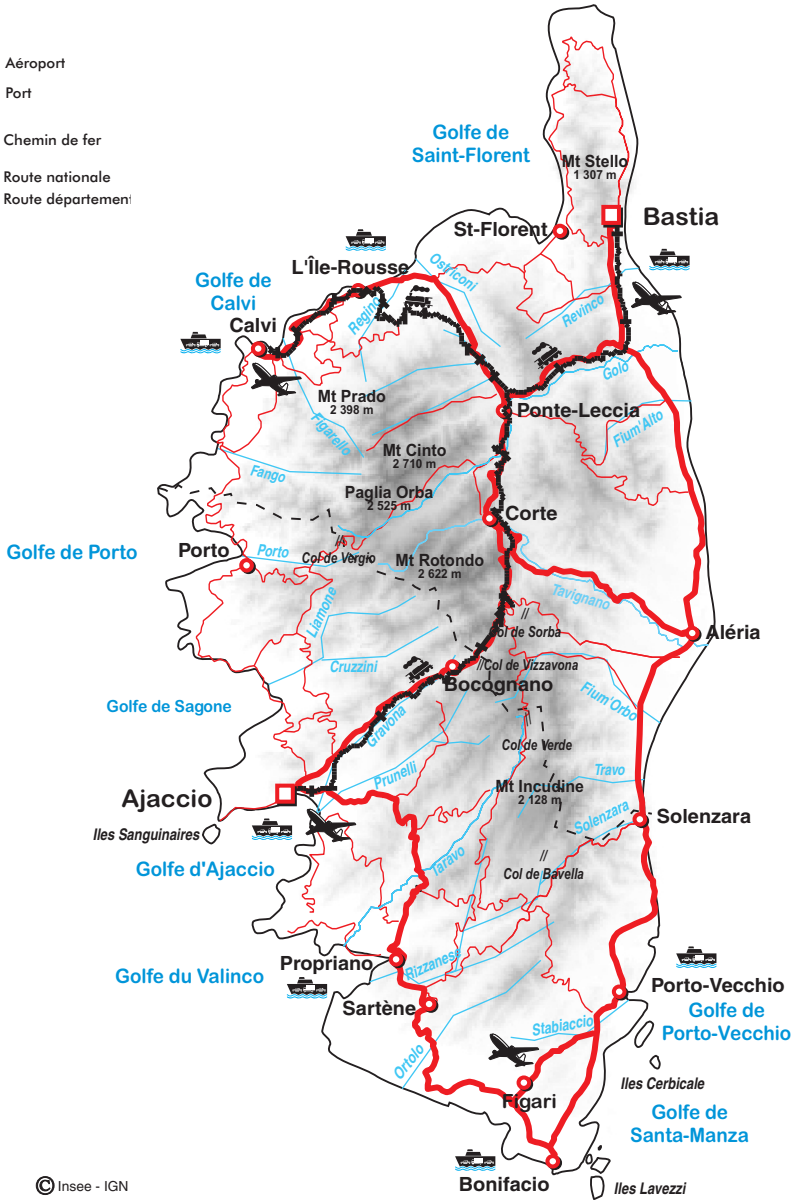 Aéroport
Port
Chemin de fer
Route nationale
Route département
Golfe de
Saint-Florent
Mt Stello
1 307 m
Bastia
St-Florent
L'Île-Rousse
Ostriconi
Golfe de
Calvi
Calvi
Regino
Revinco
Golo
Mt Prado
2 398 m
Ponte-Leccia
Figarello
Fium'Alto
Mt Cinto
2 710 m
Fango
Paglia Orba
2 525 m
Corte
Golfe de Porto
Porto
Porto
Col de Vergio
Mt Rotondo
2 622 m
Tavignano
Liamone
Col de Sorba
Aléria
Cruzzini
Col de Vizzavona
Bocognano
Fium'Orbo
Golfe de Sagone
Gravona
Col de Verde
Prunelli
Travo
Mt Incudine
2 128 m
Ajaccio
Solenzara
Solenzara
Iles Sanguinaires
Golfe d'Ajaccio
Taravo
Col de Bavella
Propriano
Rizzanese
Golfe du Valinco
Porto-Vecchio
Sartène
Golfe de
Porto-Vecchio
Stabiaccio
Ortolo
Iles Cerbicale
Figari
Golfe de
Santa-Manza
Bonifacio
Iles Lavezzi
© Insee - IGN